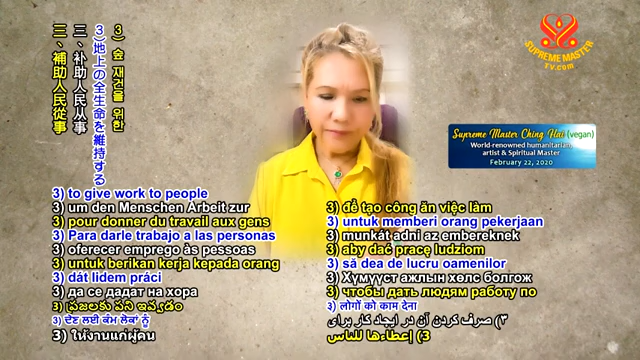 三、補助人民從事
三、补助人民从事
3)地上の全生命を維持する
3) 숲 재건을 위한
SUPREME MASTER
TV.com
Supreme Master Ching Hai (vegan)
World-renowned humanitarian,
artist & Spiritual Master
February 22, 2020
3) to give work to people
3) um den Menschen Arbeit zur
3) pour donner du travail aux gens
3) Para darle trabajo a las personas
3) oferecer emprego às pessoas
3) untuk berikan kerja kepada orang
3) dát lidem práci
3) да се дадат на хора
3) ప్రజలకు పని ఇవ్వడం
3) ਦੇਣ ਲਈ ਕੰਮ ਲੋਕਾਂ ਨੂੰ
3) ให้งานแก่ผู้คน
3) để tạo công ăn việc làm
3) untuk memberi orang pekerjaan
3) munkát adni az embereknek
3) aby dać pracę ludziom
3) să dea de lucru oamenilor
3) Хүмүүст ажлын хөлс болгож
3) чтобы дать людям работу по
३) लोगों को काम देना
۳) صرف کردن آن در ایجاد کار برای
3) إعطاءها للناس